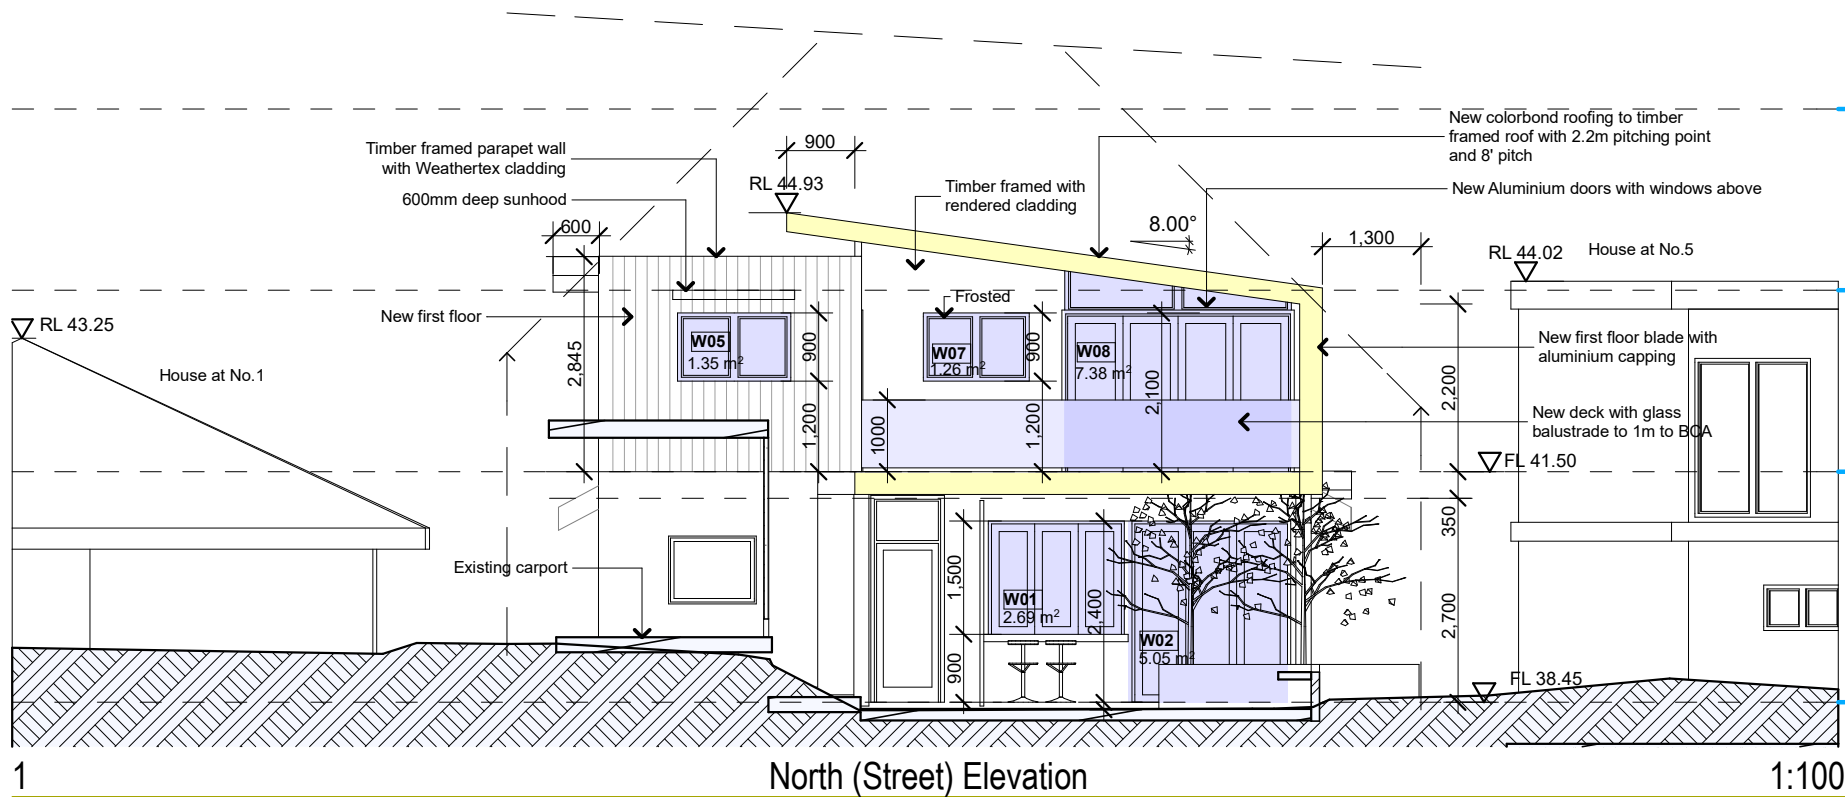 New colorbond roofing to timber
framed roof with 2.2m pitching point
and 8' pitch
Timber framed parapet wall
with Weathertex cladding
900
RL 44.93
Timber framed with
rendered cladding
New Aluminium doors with windows above
600mm deep sunhood
600
8.00°
1,300
RL 44.02
House at No.5
Frosted
New first floor
RL 43.25
House at No.1
2,845
W05
1.35 m²
900
W07
1.26 m²
900
W08
7.38 m²
2,100
New first floor blade with
aluminium capping
2,200
1,200
1000
1,200
New deck with glass
balustrade to 1m to BCA
FL 41.50
350
Existing carport
1,500
W01
2.69 m²
2,400
W02
5.05 m²
2,700
900
FL 38.45
1
North (Street) Elevation
1:100